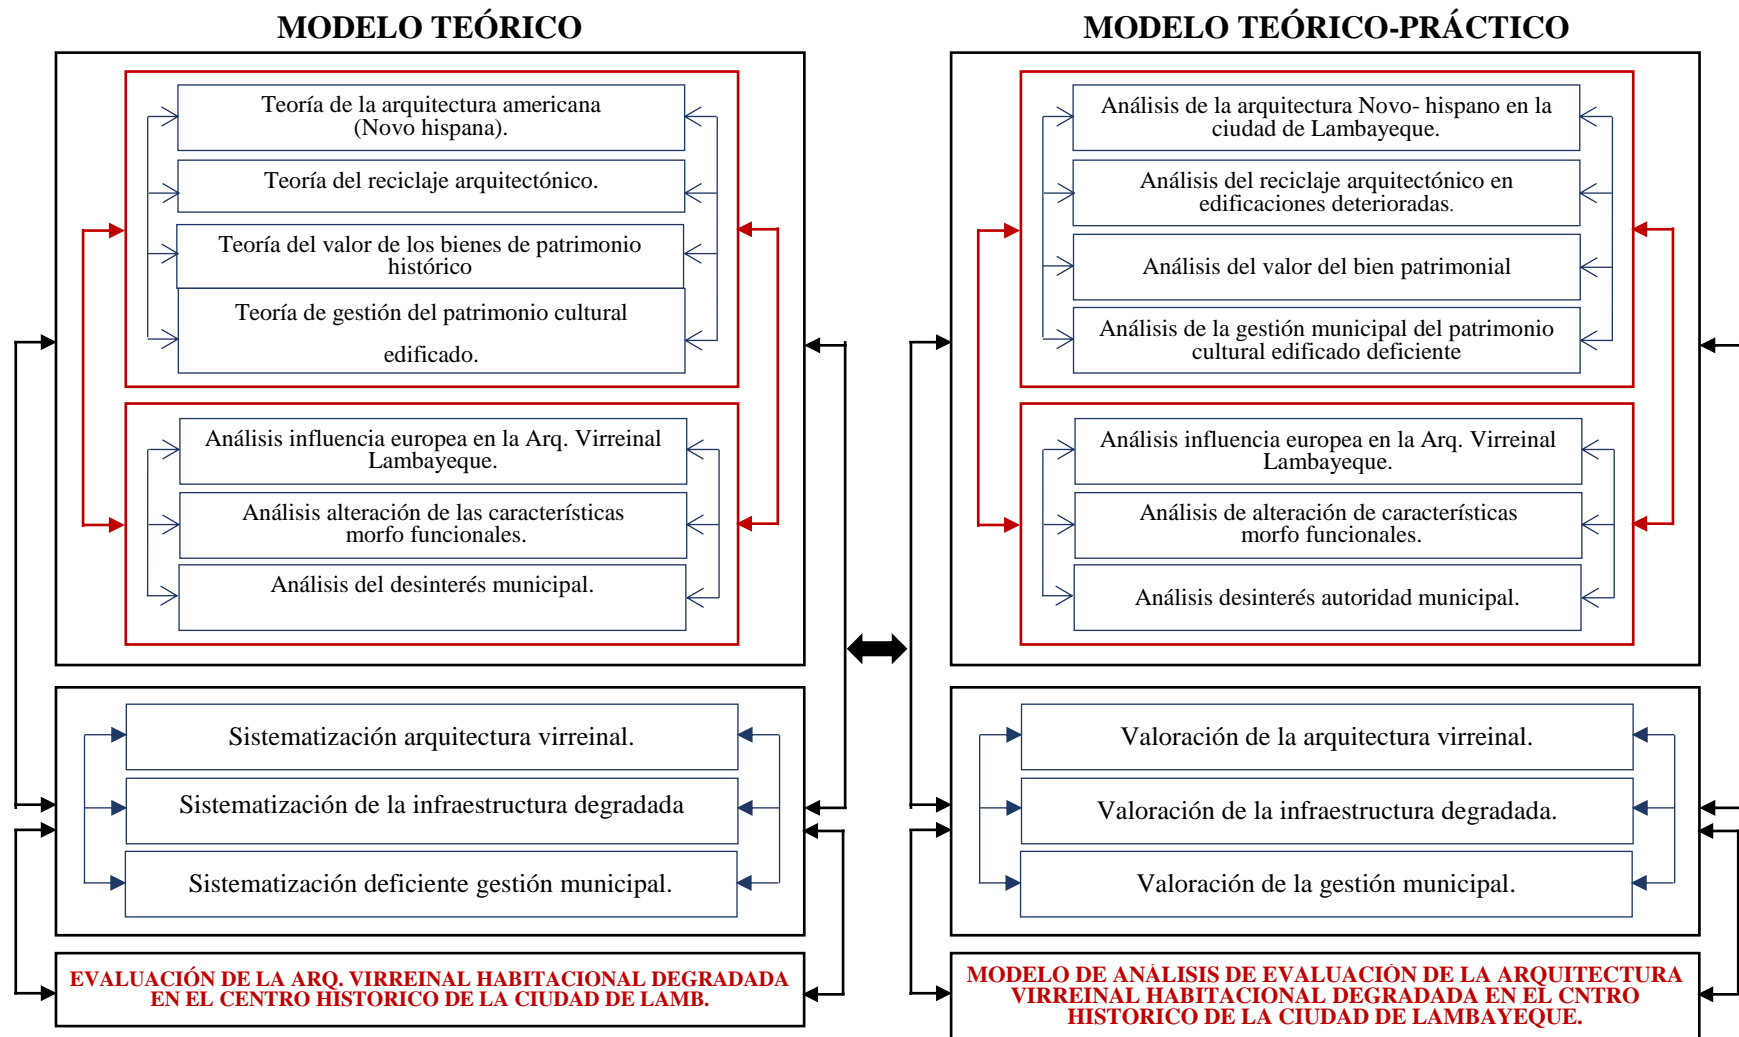 MODELO TEÓRICO
Teoría de la arquitectura americana
(Novo hispana).
Teoría del reciclaje arquitectónico.
Teoría del valor de los bienes de patrimonio
histórico
Teoría de gestión del patrimonio cultural
edificado.
Análisis influencia europea en la Arq. Virreinal
Lambayeque.
Análisis alteración de las características
morfo funcionales.
Análisis del desinterés municipal.
Sistematización arquitectura virreinal.
Sistematización de la infraestructura degradada
Sistematización deficiente gestión municipal.
EVALUACIÓN DE LA ARQ. VIRREINAL HABITACIONAL DEGRADADA
EN EL CENTRO HISTORICO DE LA CIUDAD DE LAMB.
MODELO TEÓRICO-PRÁCTICO
Análisis de la arquitectura Novo- hispano en la
ciudad de Lambayeque.
Análisis del reciclaje arquitectónico en
edificaciones deterioradas.
Análisis del valor del bien patrimonial
Análisis de la gestión municipal del patrimonio
cultural edificado deficiente
Análisis influencia europea en la Arq. Virreinal
Lambayeque.
Análisis de alteración de características
morfo funcionales.
Análisis desinterés autoridad municipal.
Valoración de la arquitectura virreinal.
Valoración de la infraestructura degradada.
Valoración de la gestión municipal.
MODELO DE ANÁLISIS DE EVALUACIÓN DE LA ARQUITECTURA
VIRREINAL HABITACIONAL DEGRADADA EN EL CNTRO
HISTORICO DE LA CIUDAD DE LAMBAYEQUE.